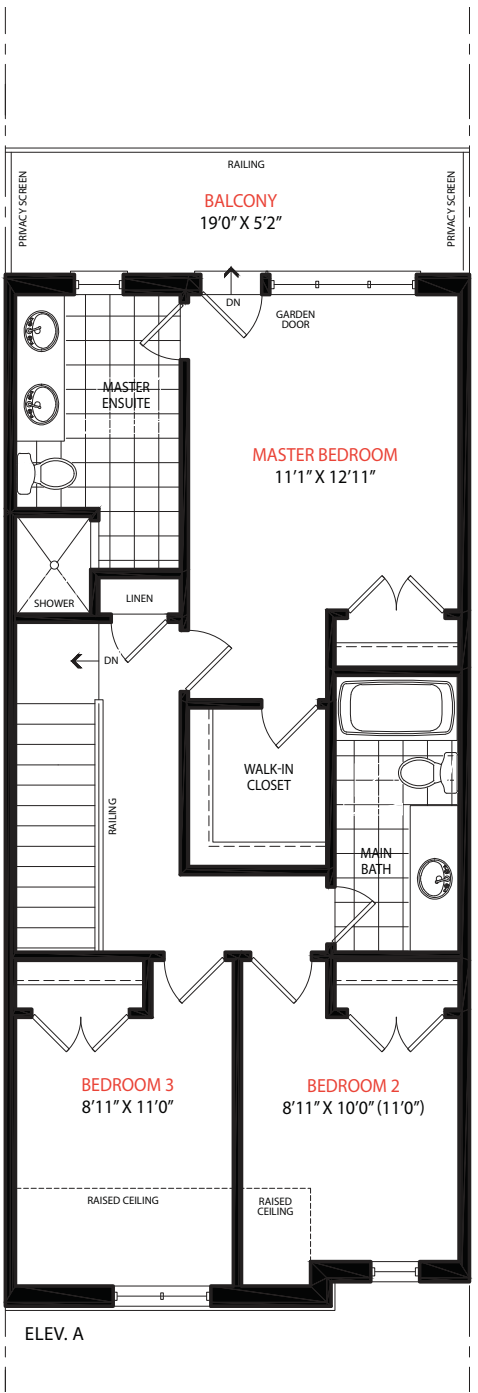 RAILING
PRIVACY SCREEN
BALCONY
19'0" X 5'2"
PRIVACY SCREEN
DN
GARDEN
DOOR
MASTER
ENSUITE
MASTER BEDROOM
11'1" X 12'11"
SHOWER
LINEN
DN
WALK-IN
CLOSET
RAILING
MAIN
BATH
BEDROOM 3
8'11" X 11'0"
BEDROOM 2
8'11" X 10'0" (11'0")
RAISED CEILING
RAISED
CEILING
ELEV. A